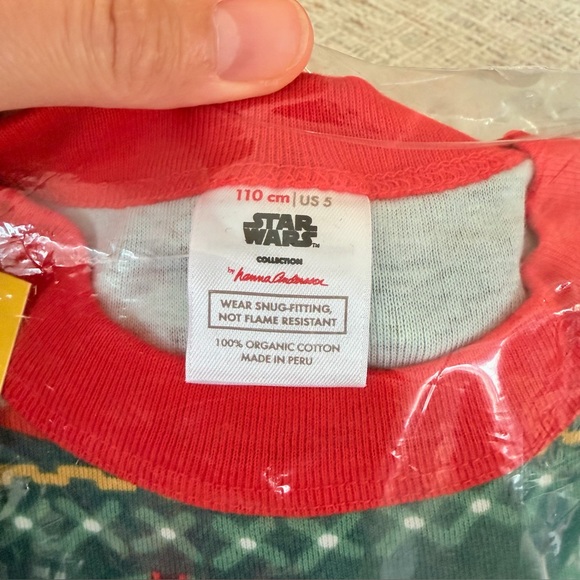 110 cm | US 5
STAR
WARS™
COLLECTION
by hanna andersson
WEAR SNUG-FITTING,
NOT FLAME RESISTANT
100% ORGANIC COTTON
MADE IN PERU